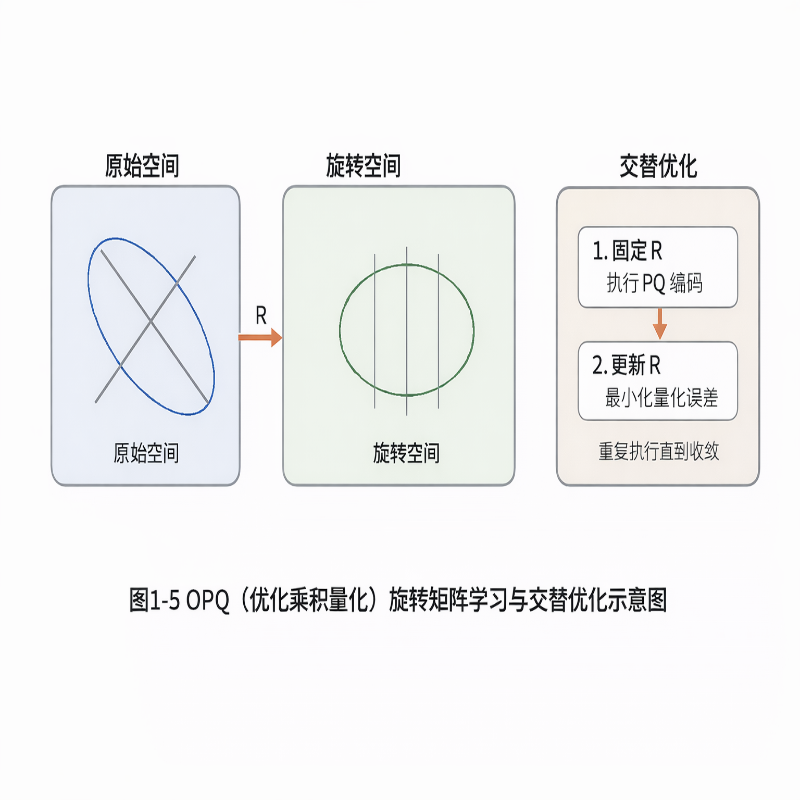 原始空间
旋转空间
交替优化
R
原始空间
旋转空间
1. 固定 R
执行 PQ 编码
2. 更新 R
最小化量化误差
重复执行直到收敛
图1-5 OPQ（优化乘积量化）旋转矩阵学习与交替优化示意图